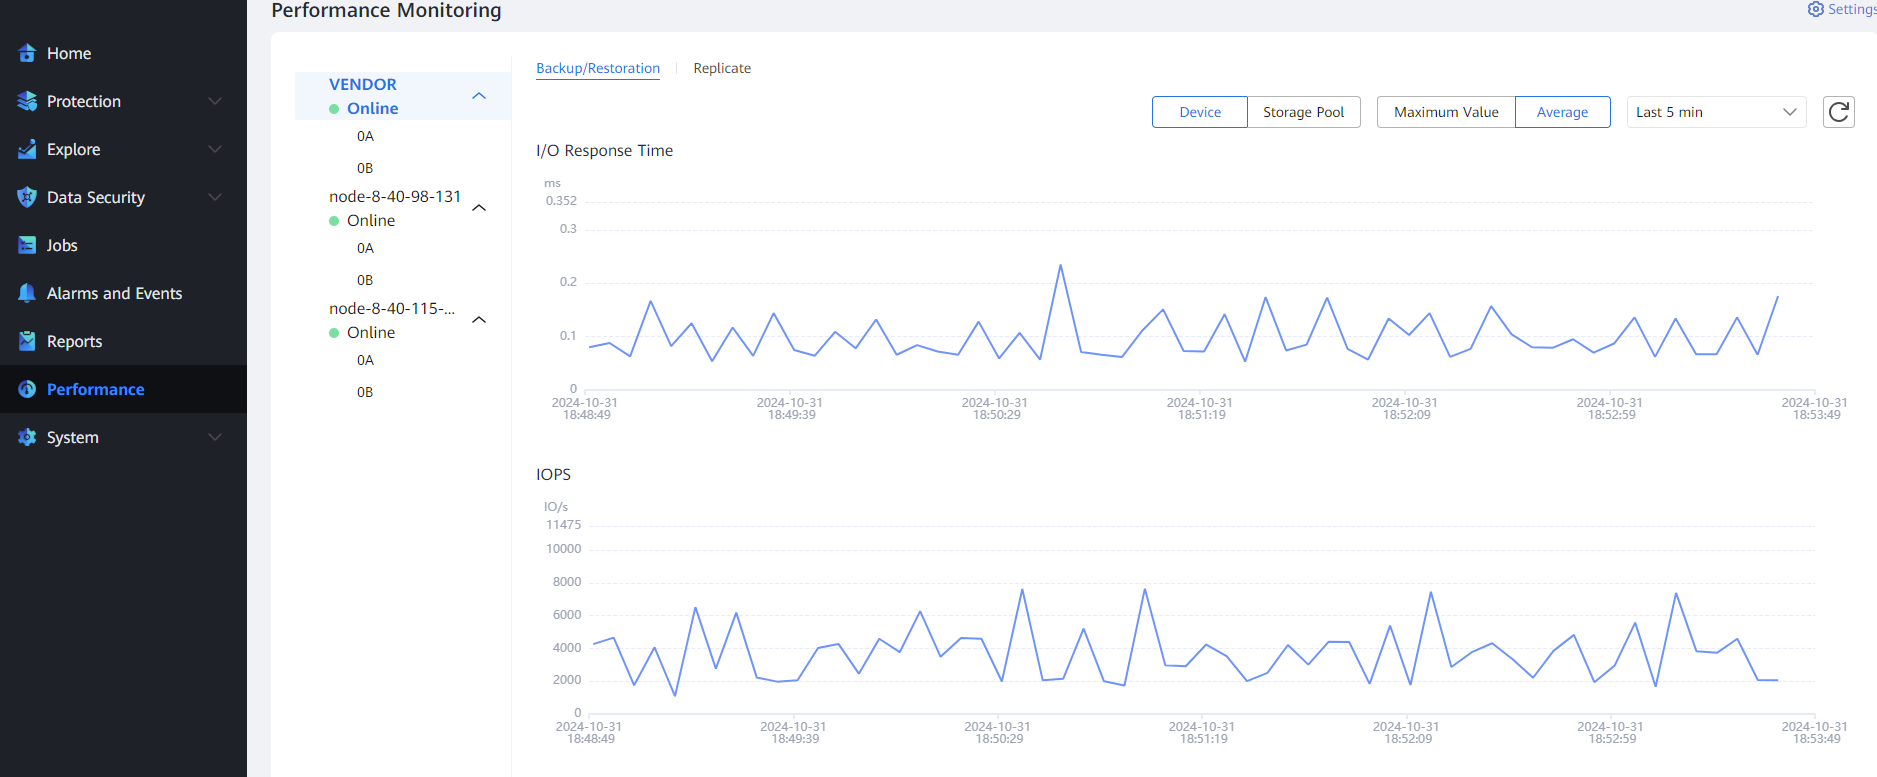 Performance Monitoring
Settings
Home
Protection
Explore
Data Security
Jobs
Alarms and Events
Reports
Performance
System
VENDOR
Online
0A
0B
node-8-40-98-131
Online
0A
0B
node-8-40-115-...
Online
0A
0B
Backup/Restoration
Replicate
Device
Storage Pool
Maximum Value
Average
Last 5 min
I/O Response Time
ms
0.352
0.3
0.2
0.1
0
2024-10-31
18:48:49
2024-10-31
18:49:39
2024-10-31
18:50:29
2024-10-31
18:51:19
2024-10-31
18:52:09
2024-10-31
18:52:59
2024-10-31
18:53:49
IOPS
IO/s
11475
10000
8000
6000
4000
2000
0
2024-10-31
18:48:49
2024-10-31
18:49:39
2024-10-31
18:50:29
2024-10-31
18:51:19
2024-10-31
18:52:09
2024-10-31
18:52:59
2024-10-31
18:53:49